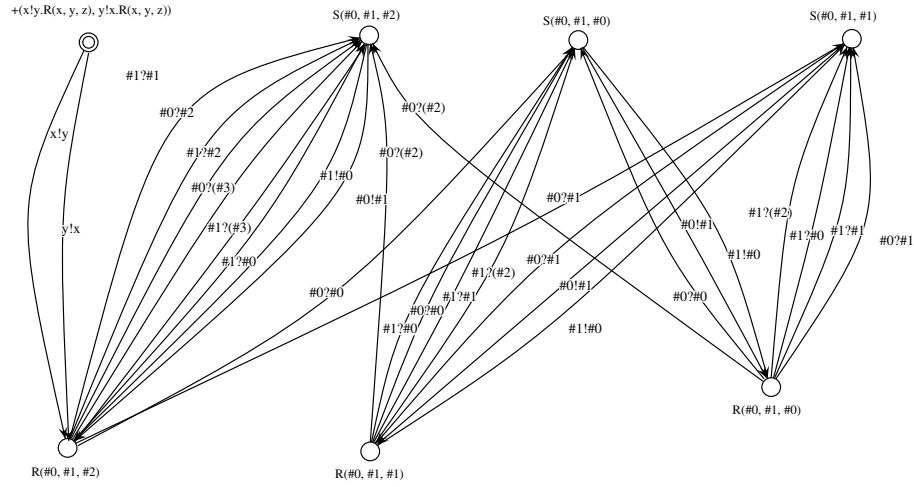 +(x!y.R(x, y, z), y!x.R(x, y, z))
S(#0, #1, #2)
S(#0, #1, #0)
S(#0, #1, #1)
#1?#1
#0?#2
#0?(#2)
x!y
#1?#2
#0?(#2)
#1!#0
#0?(#3)
#0!#1
#0?#1
#1?(#2)
y!x
#1?(#3)
#0!#1
#1?#0
#1?#1
#0?#1
#1!#0
#1?#0
#0?#1
#1?(#2)
#0!#1
#0?#0
#1?#1
#0?#0
#0?#0
#1?#0
#1!#0
R(#0, #1, #0)
R(#0, #1, #2)
R(#0, #1, #1)